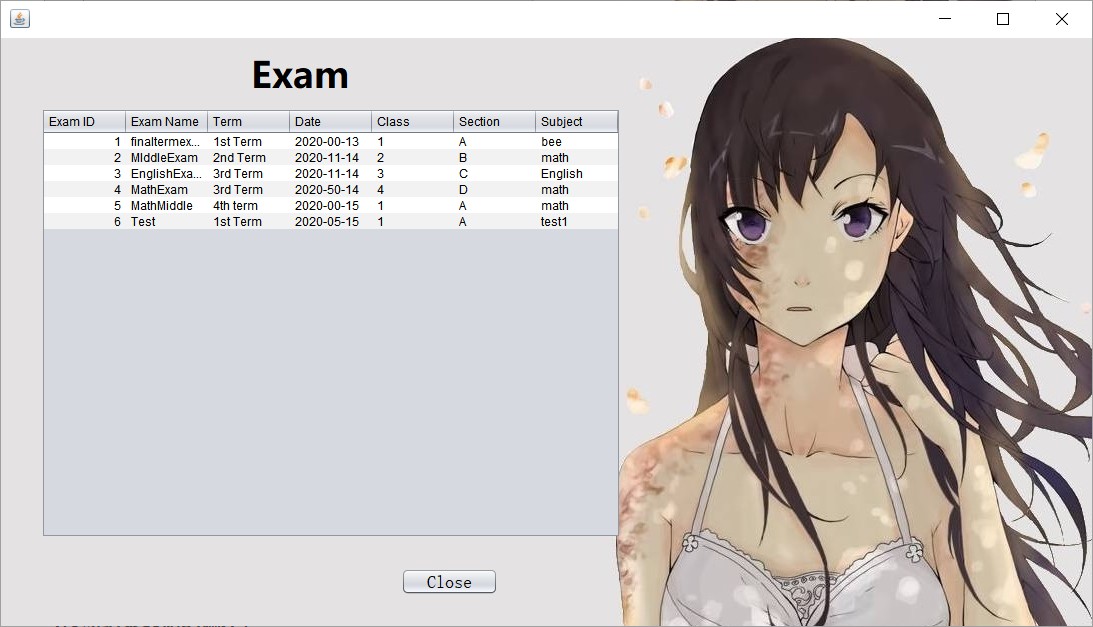 Exam
Exam ID Exam Name Term Date Class Section Subject
1 finaltermex... 1st Term 2020-00-13 1 A bee
2 MIddleExam 2nd Term 2020-11-14 2 B math
3 EnglishExa... 3rd Term 2020-11-14 3 C English
4 MathExam 3rd Term 2020-50-14 4 D math
5 MathMiddle 4th term 2020-00-15 1 A math
6 Test 1st Term 2020-05-15 1 A test1
Close